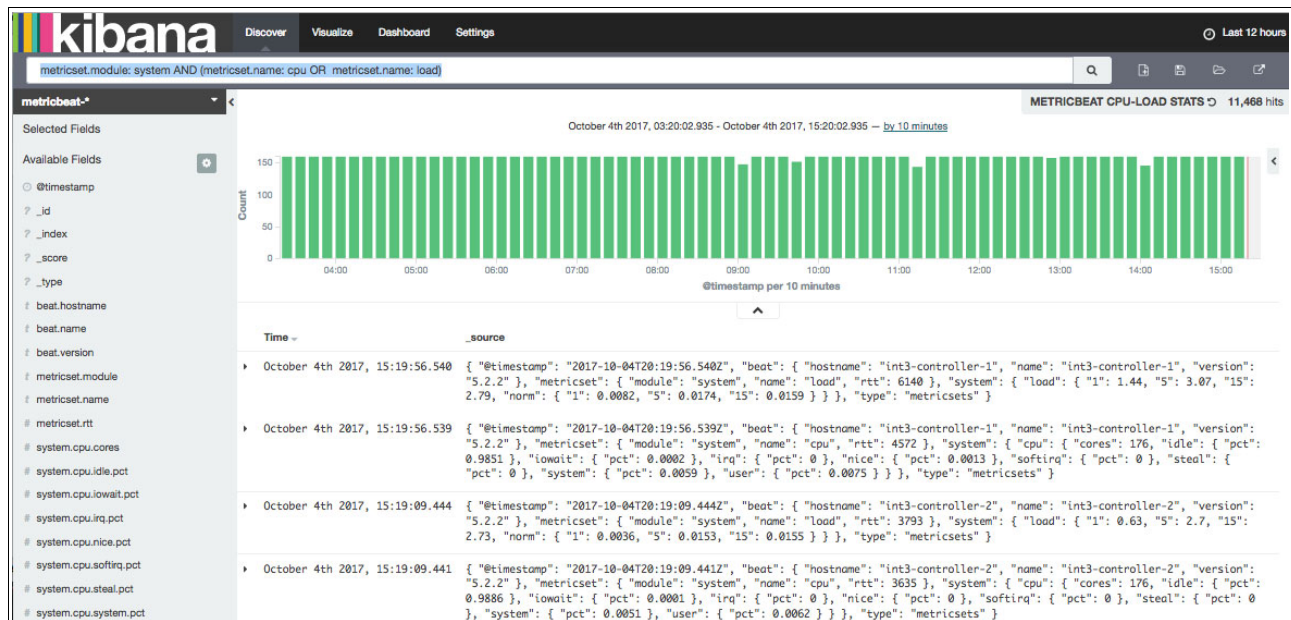 kibana
Discover Visualize Dashboard Settings
Last 12 hours
metricset.module: system AND (metricset.name: cpu OR metricset.name: load)
metricbeat-*
METRICBEAT CPU-LOAD STATS 11,468 hits
Selected Fields
Available Fields
@timestamp
? _id
? _index
? _score
? _type
t beat.hostname
t beat.name
t beat.version
t metricset.module
t metricset.name
# metricset.rtt
# system.cpu.cores
# system.cpu.idle.pct
# system.cpu.iowait.pct
# system.cpu.irq.pct
# system.cpu.nice.pct
# system.cpu.softirq.pct
# system.cpu.steal.pct
# system.cpu.system.pct
October 4th 2017, 03:20:02.935 - October 4th 2017, 15:20:02.935 — by 10 minutes
Count
150
100
50
0
04:00 05:00 06:00 07:00 08:00 09:00 10:00 11:00 12:00 13:00 14:00 15:00
@timestamp per 10 minutes
Time _source
October 4th 2017, 15:19:56.540 { "@timestamp": "2017-10-04T20:19:56.540Z", "beat": { "hostname": "int3-controller-1", "name": "int3-controller-1", "version":
"5.2.2" }, "metricset": { "module": "system", "name": "load", "rtt": 6140 }, "system": { "load": { "1": 1.44, "5": 3.07, "15":
2.79, "norm": { "1": 0.0082, "5": 0.0174, "15": 0.0159 } } }, "type": "metricsets" }
October 4th 2017, 15:19:56.539 { "@timestamp": "2017-10-04T20:19:56.539Z", "beat": { "hostname": "int3-controller-1", "name": "int3-controller-1", "version":
"5.2.2" }, "metricset": { "module": "system", "name": "cpu", "rtt": 4572 }, "system": { "cpu": { "cores": 176, "idle": { "pct":
0.9851 }, "iowait": { "pct": 0.0002 }, "irq": { "pct": 0 }, "nice": { "pct": 0.0013 }, "softirq": { "pct": 0 }, "steal": {
"pct": 0 }, "system": { "pct": 0.0059 }, "user": { "pct": 0.0075 } } }, "type": "metricsets" }
October 4th 2017, 15:19:09.444 { "@timestamp": "2017-10-04T20:19:09.444Z", "beat": { "hostname": "int3-controller-2", "name": "int3-controller-2", "version":
"5.2.2" }, "metricset": { "module": "system", "name": "load", "rtt": 3793 }, "system": { "load": { "1": 0.63, "5": 2.7, "15":
2.73, "norm": { "1": 0.0036, "5": 0.0153, "15": 0.0155 } } }, "type": "metricsets" }
October 4th 2017, 15:19:09.441 { "@timestamp": "2017-10-04T20:19:09.441Z", "beat": { "hostname": "int3-controller-2", "name": "int3-controller-2", "version":
"5.2.2" }, "metricset": { "module": "system", "name": "cpu", "rtt": 3635 }, "system": { "cpu": { "cores": 176, "idle": { "pct":
0.9886 }, "iowait": { "pct": 0.0001 }, "irq": { "pct": 0 }, "nice": { "pct": 0 }, "softirq": { "pct": 0 }, "steal": { "pct": 0
}, "system": { "pct": 0.0051 }, "user": { "pct": 0.0062 } } }, "type": "metricsets" }